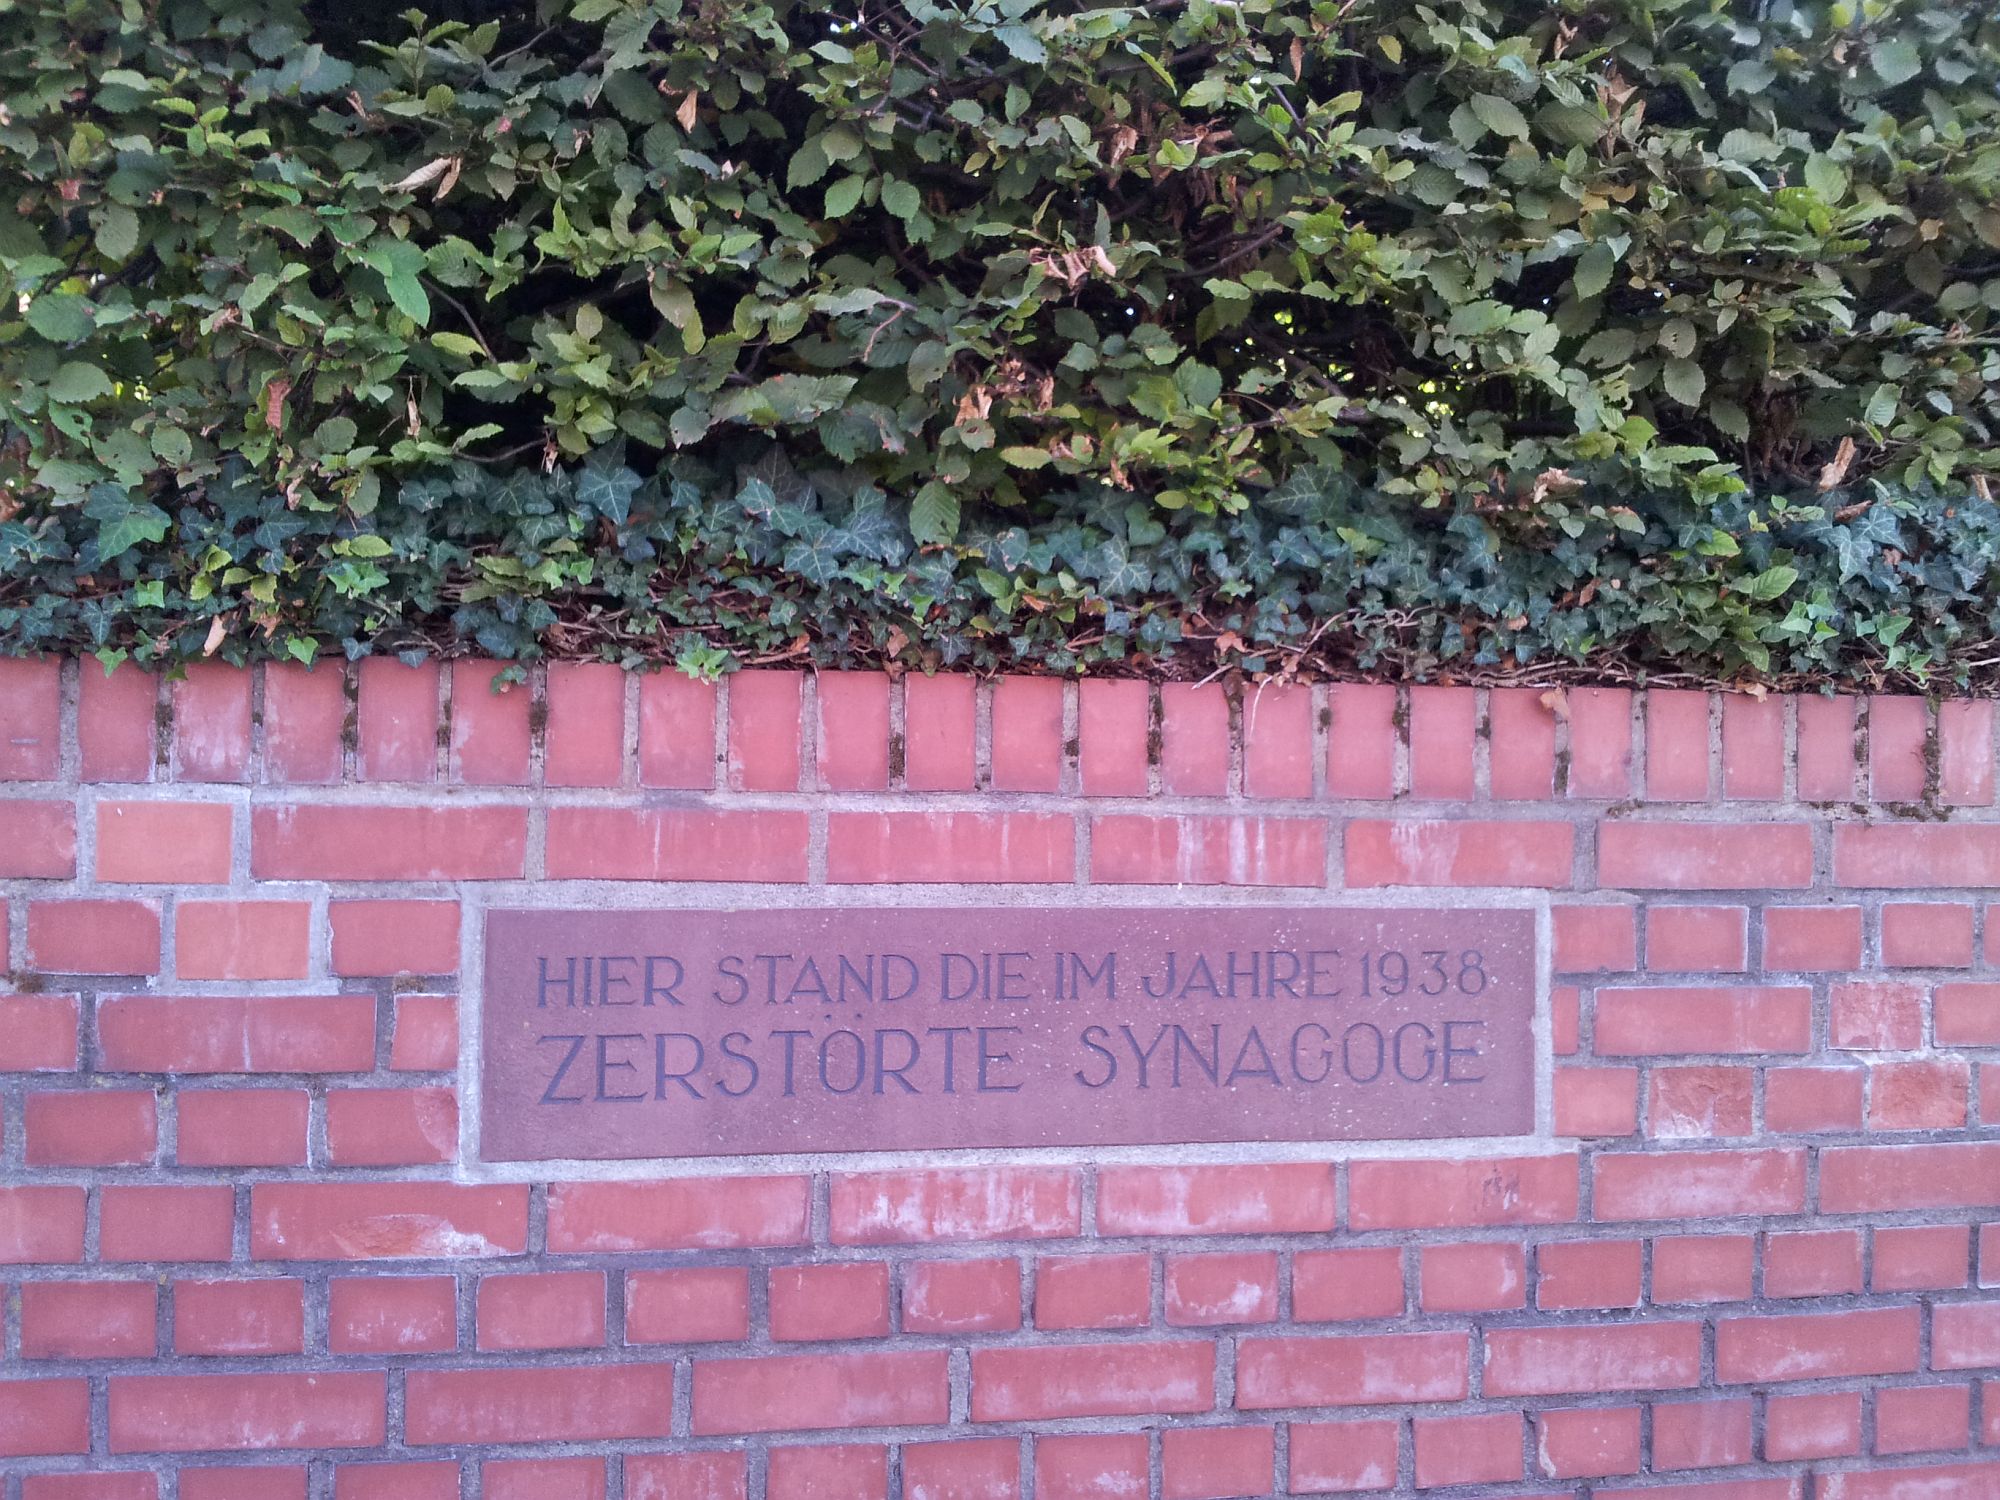 HIER STAND DIE IM JAHRE 1938
ZERSTÖRTE SYNAGOGE